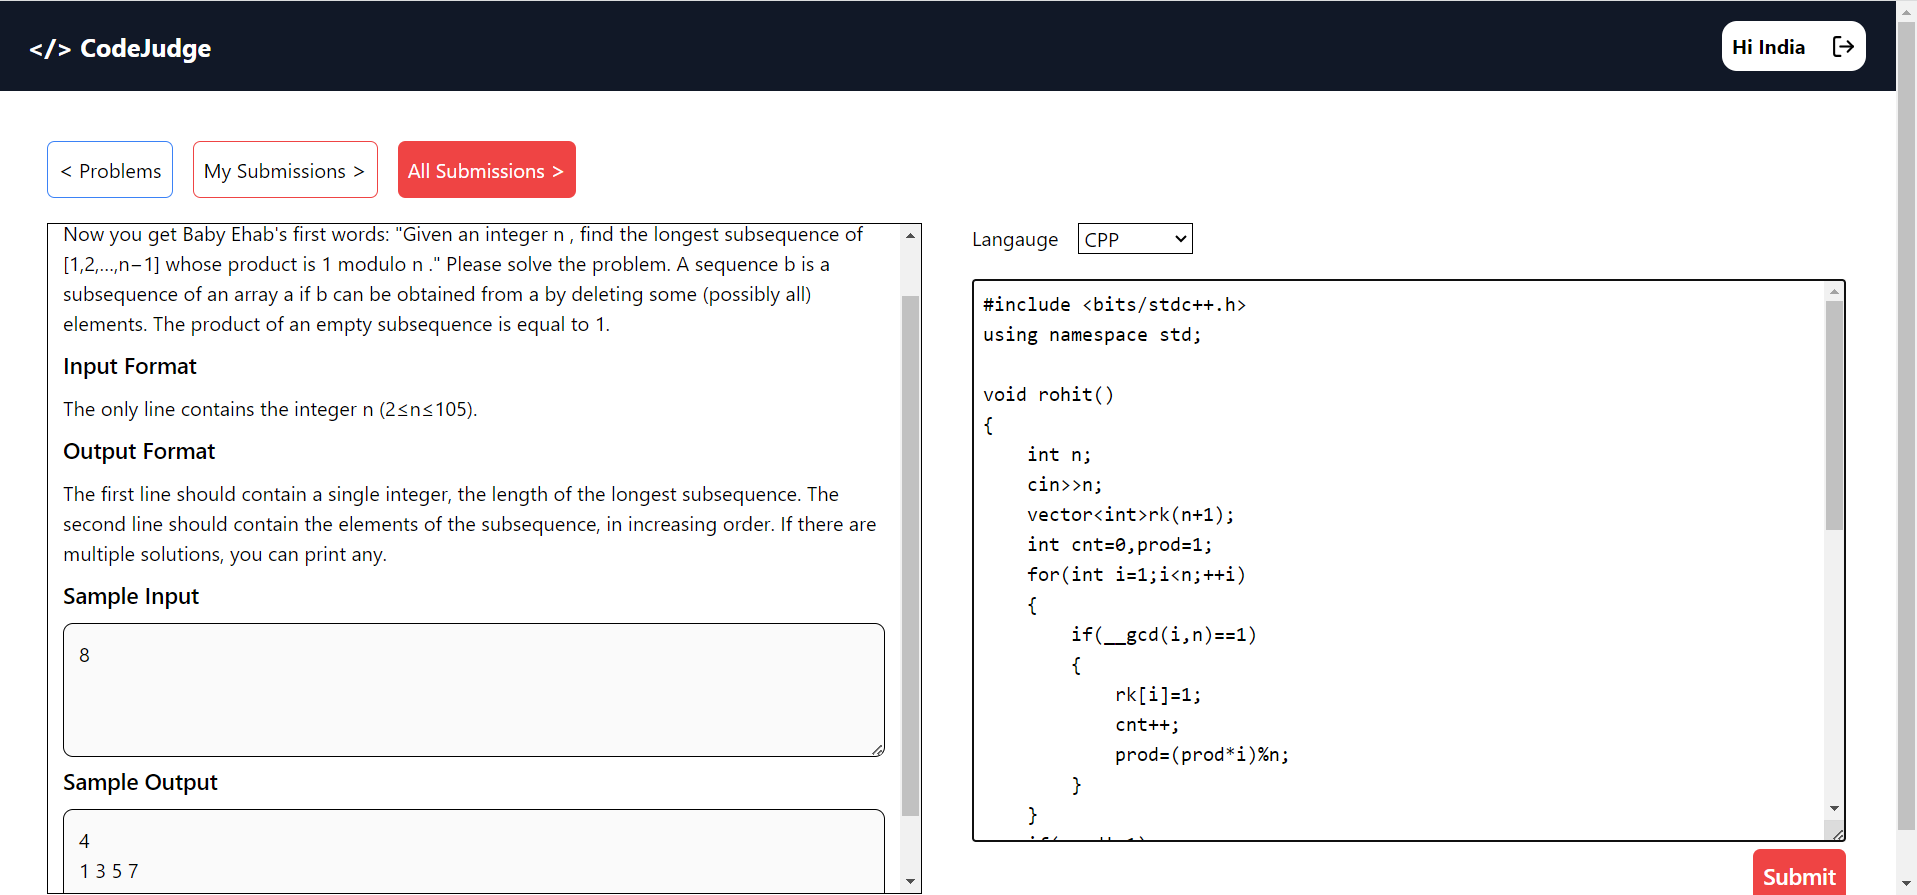 </> CodeJudge
Hi India
< Problems
My Submissions >
All Submissions >
Now you get Baby Ehab's first words: "Given an integer n , find the longest subsequence of
[1,2,…,n−1] whose product is 1 modulo n ." Please solve the problem. A sequence b is a
subsequence of an array a if b can be obtained from a by deleting some (possibly all)
elements. The product of an empty subsequence is equal to 1.
Input Format
The only line contains the integer n (2≤n≤105).
Output Format
The first line should contain a single integer, the length of the longest subsequence. The
second line should contain the elements of the subsequence, in increasing order. If there are
multiple solutions, you can print any.
Sample Input
8
Sample Output
4
1 3 5 7
Langauge
CPP
#include <bits/stdc++.h>
using namespace std;
void rohit()
{
int n;
cin>>n;
vector<int>rk(n+1);
int cnt=0,prod=1;
for(int i=1;i<n;++i)
{
if(__gcd(i,n)==1)
{
rk[i]=1;
cnt++;
prod=(prod*i)%n;
}
}
Submit